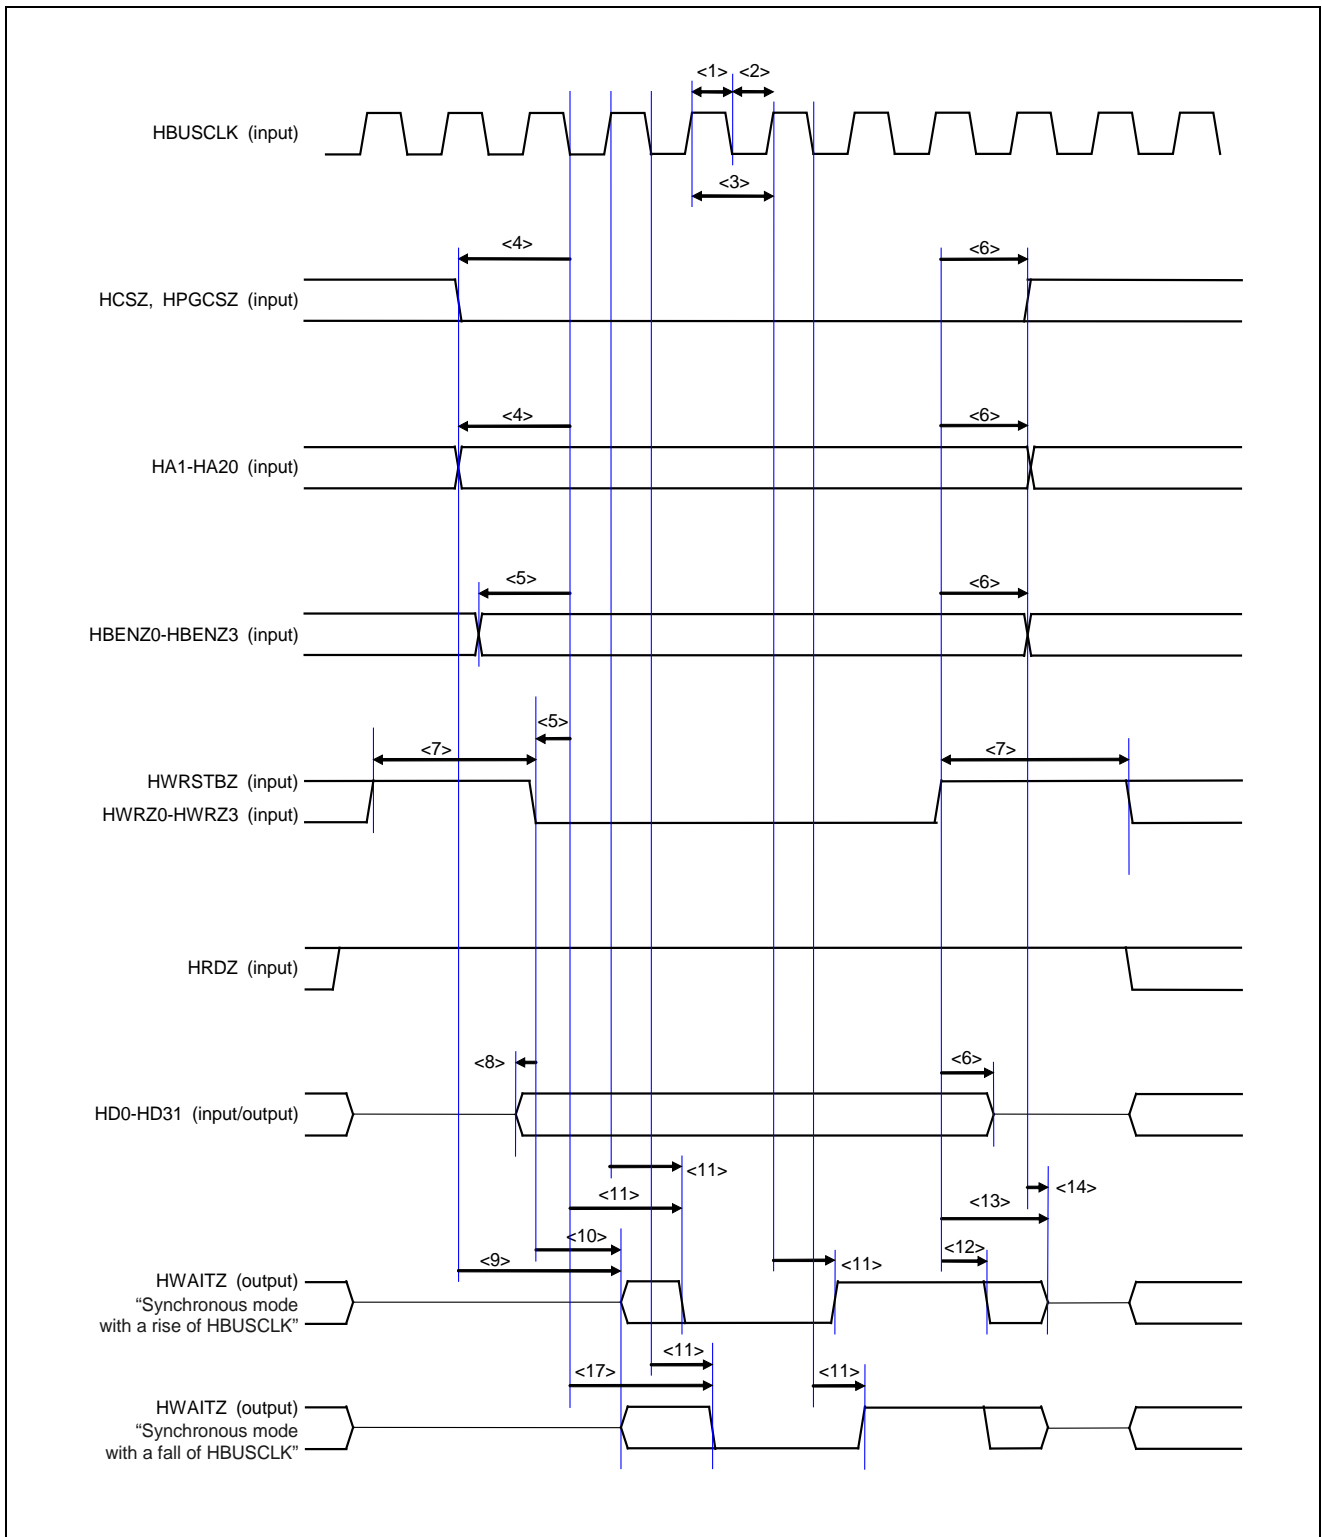 <1> <2>
HBUSCLK (input)
<3>
<4> <6>
HCSZ, HPGCSZ (input)
<4> <6>
HA1-HA20 (input)
<5> <6>
HBENZ0-HBENZ3 (input)
<5>
<7> <7>
HWRSTBZ (input)
HWRZ0-HWRZ3 (input)
HRDZ (input)
<8> <6>
HD0-HD31 (input/output)
<11>
<14>
<11> <13>
<10> <12>
<9> <11>
HWAITZ (output)
“Synchronous mode
with a rise of HBUSCLK”
<11>
<17> <11>
HWAITZ (output)
“Synchronous mode
with a fall of HBUSCLK”